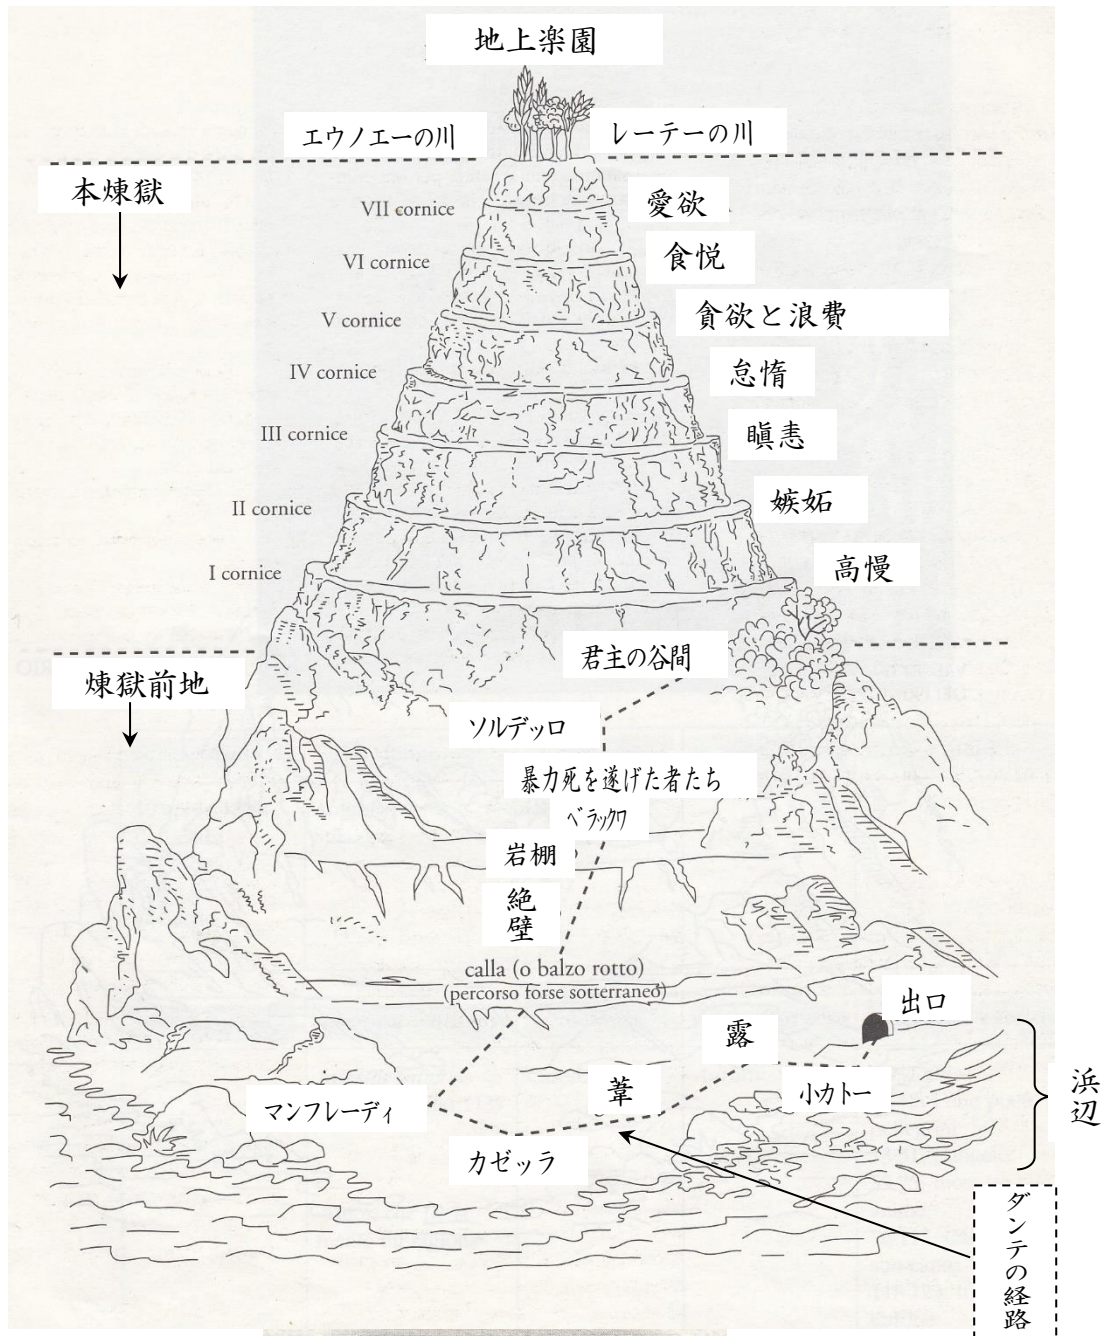 地上楽園
エウノエーの川
レーテーの川
本煉獄
VII cornice
愛欲
VI cornice
食悦
V cornice
貪欲と浪費
IV cornice
怠惰
III cornice
瞋恚
II cornice
嫉妬
I cornice
高慢
君主の谷間
煉獄前地
ソルデッロ
暴力死を遂げた者たち
ベラックワ
岩棚
絶壁
calla (o balzo rotto)
(percorso forse sotterraneo)
出口
露
葦
小カトー
浜辺
マンフレーディ
カゼッラ
ダンテの経路